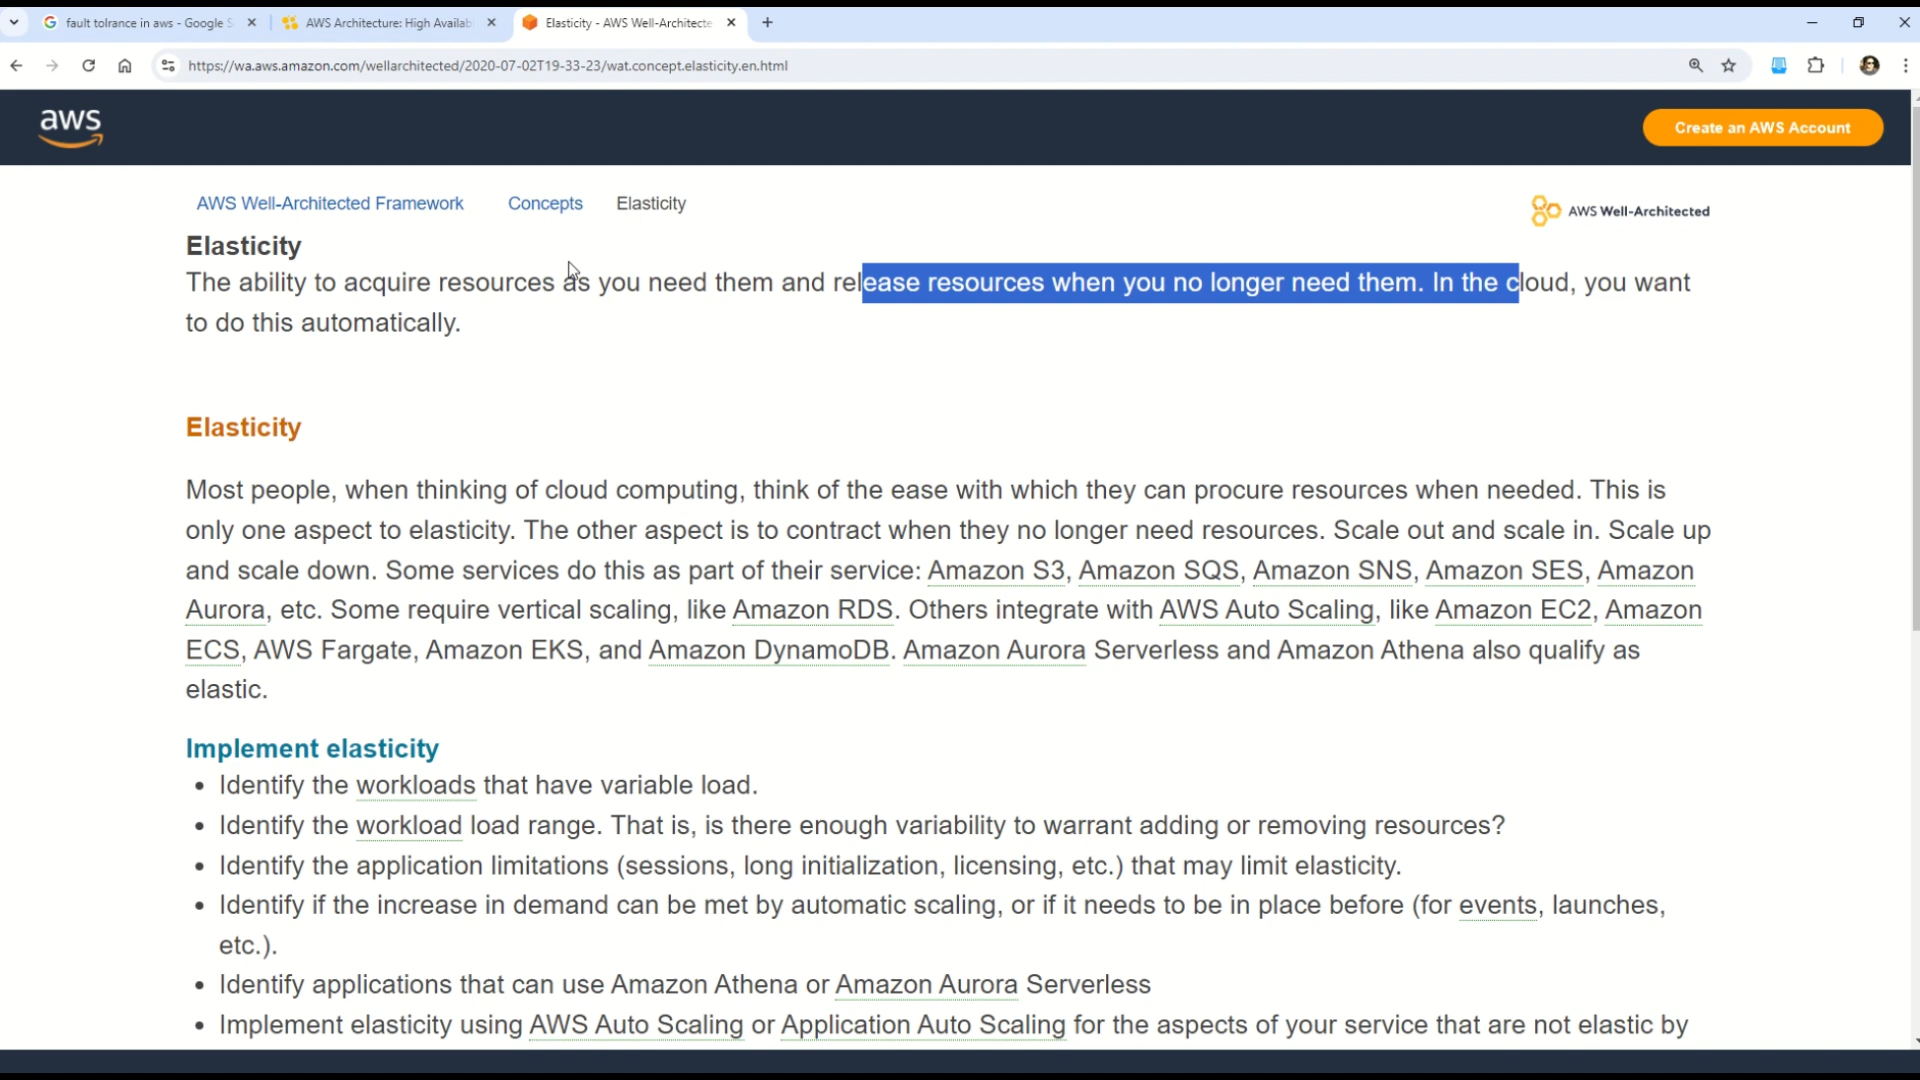 fault tolrance in aws - Google S
AWS Architecture: High Availab
Elasticity - AWS Well-Architecte
https://wa.aws.amazon.com/wellarchitected/2020-07-02T19-33-23/wat.concept.elasticity.en.html
aws
Create an AWS Account
AWS Well-Architected Framework Concepts Elasticity
AWS Well-Architected
Elasticity
The ability to acquire resources as you need them and release resources when you no longer need them. In the cloud, you want
to do this automatically.
Elasticity
Most people, when thinking of cloud computing, think of the ease with which they can procure resources when needed. This is
only one aspect to elasticity. The other aspect is to contract when they no longer need resources. Scale out and scale in. Scale up
and scale down. Some services do this as part of their service: Amazon S3, Amazon SQS, Amazon SNS, Amazon SES, Amazon
Aurora, etc. Some require vertical scaling, like Amazon RDS. Others integrate with AWS Auto Scaling, like Amazon EC2, Amazon
ECS, AWS Fargate, Amazon EKS, and Amazon DynamoDB. Amazon Aurora Serverless and Amazon Athena also qualify as
elastic.
Implement elasticity
• Identify the workloads that have variable load.
• Identify the workload load range. That is, is there enough variability to warrant adding or removing resources?
• Identify the application limitations (sessions, long initialization, licensing, etc.) that may limit elasticity.
• Identify if the increase in demand can be met by automatic scaling, or if it needs to be in place before (for events, launches,
etc.).
• Identify applications that can use Amazon Athena or Amazon Aurora Serverless
• Implement elasticity using AWS Auto Scaling or Application Auto Scaling for the aspects of your service that are not elastic by